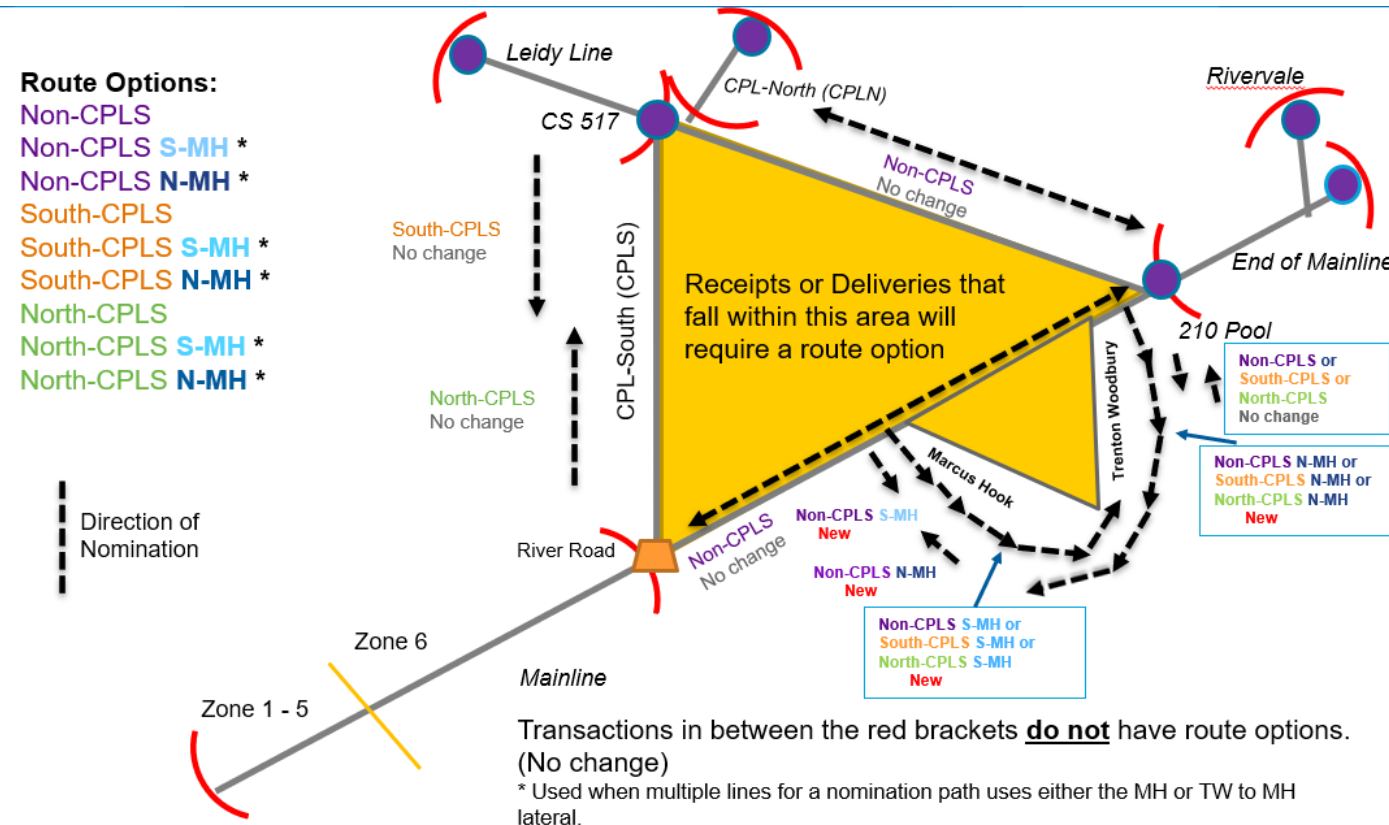 Route Options:
Non-CPLS
Non-CPLS S-MH *
Non-CPLS N-MH *
South-CPLS
South-CPLS S-MH *
South-CPLS N-MH *
North-CPLS
North-CPLS S-MH *
North-CPLS N-MH *
Direction of
Nomination
Leidy Line
CPL-North (CPLN)
CS 517
Rivervale
End of Mainline
210 Pool
Non-CPLS
No change
South-CPLS
No change
North-CPLS
No change
CPL-South (CPLS)
Receipts or Deliveries that
fall within this area will
require a route option
Trenton Woodbury
Marcus Hook
Non-CPLS or
South-CPLS or
North-CPLS
No change
Non-CPLS N-MH or
South-CPLS N-MH or
North-CPLS N-MH
New
River Road
Non-CPLS
No change
Non-CPLS S-MH
New
Non-CPLS N-MH
New
Non-CPLS S-MH or
South-CPLS S-MH or
North-CPLS S-MH
New
Zone 6
Zone 1 - 5
Mainline
Transactions in between the red brackets do not have route options.
(No change)
* Used when multiple lines for a nomination path uses either the MH or TW to MH
lateral.